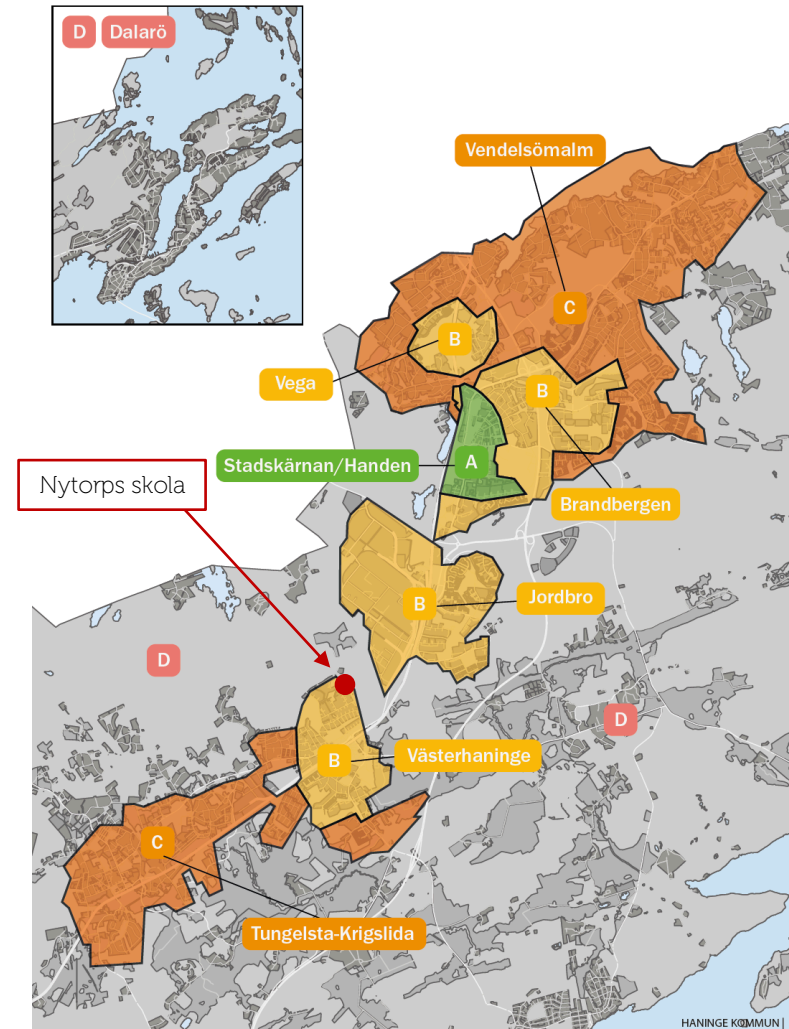 D Dalarö
Vendelsömalm
C
B
Vega
B
Stadskärnan/Handen
A
Nytorps skola
Brandbergen
B
Jordbro
D
D
B
Västerhaninge
C
Tungelsta-Krigslida
HANINGE KOMMUN |